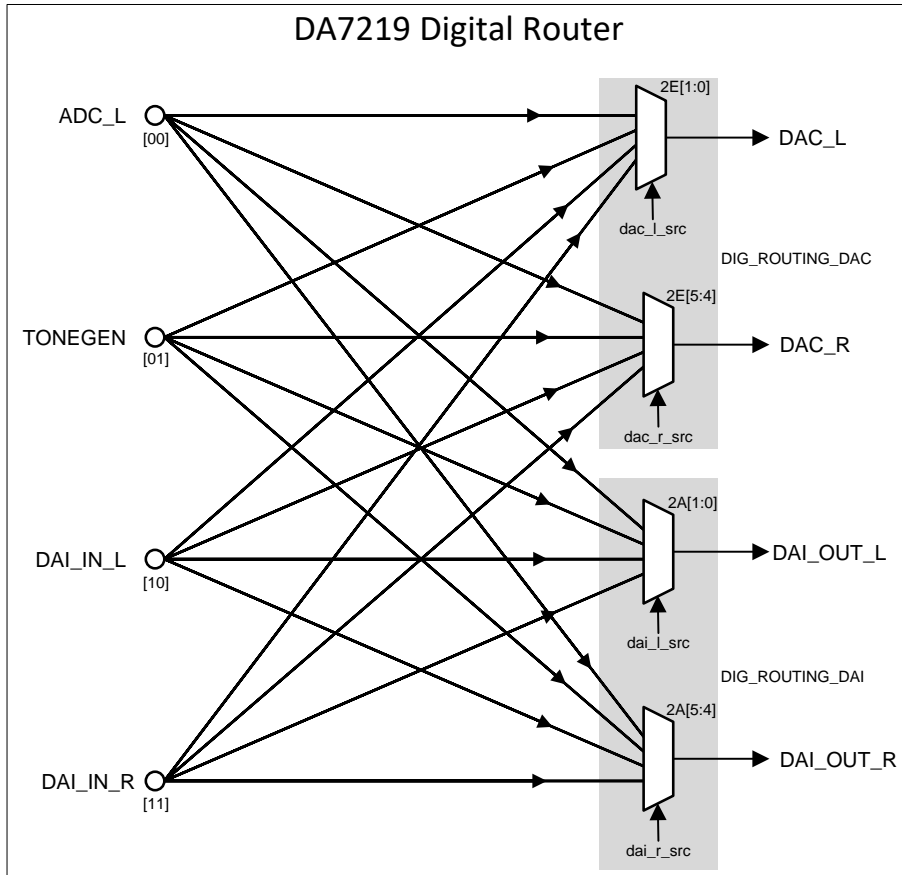 DA7219 Digital Router
2E[1:0]
ADC_L
[00]
DAC_L
dac_l_src
DIG_ROUTING_DAC
2E[5:4]
TONEGEN
[01]
DAC_R
dac_r_src
2A[1:0]
DAI_IN_L
[10]
DAI_OUT_L
dai_l_src
DIG_ROUTING_DAI
2A[5:4]
DAI_IN_R
[11]
DAI_OUT_R
dai_r_src